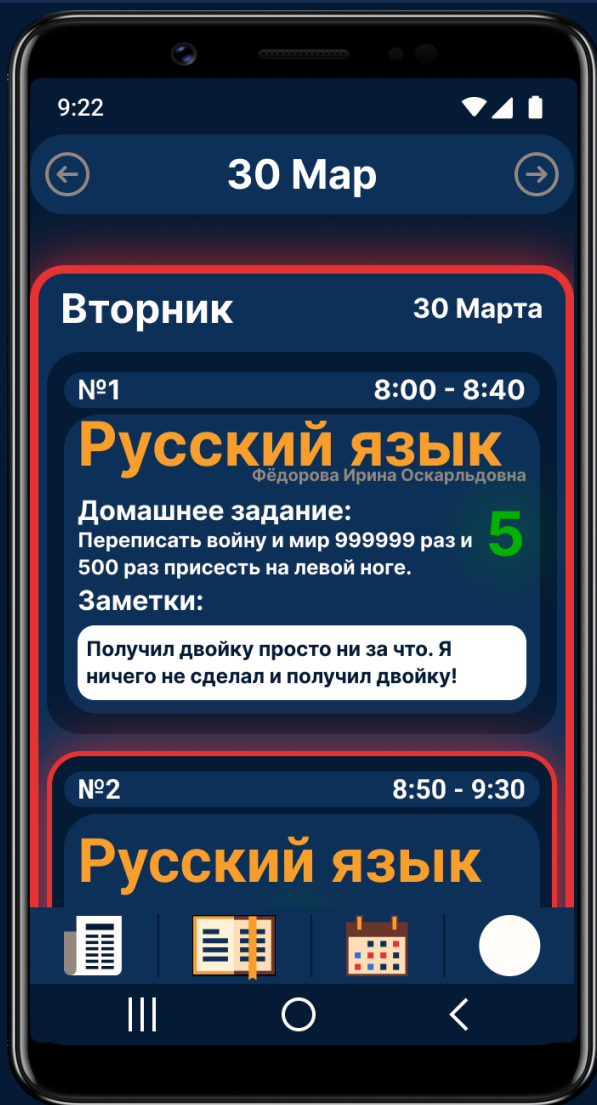 9:22
30 Мар
Вторник
30 Марта
№1
8:00 - 8:40
Русский язык
Фёдорова Ирина Оскарльдовна
Домашнее задание:
Переписать войну и мир 999999 раз и
500 раз присесть на левой ноге.
5
Заметки:
Получил двойку просто ни за что. Я
ничего не сделал и получил двойку!
№2
8:50 - 9:30
Русский язык